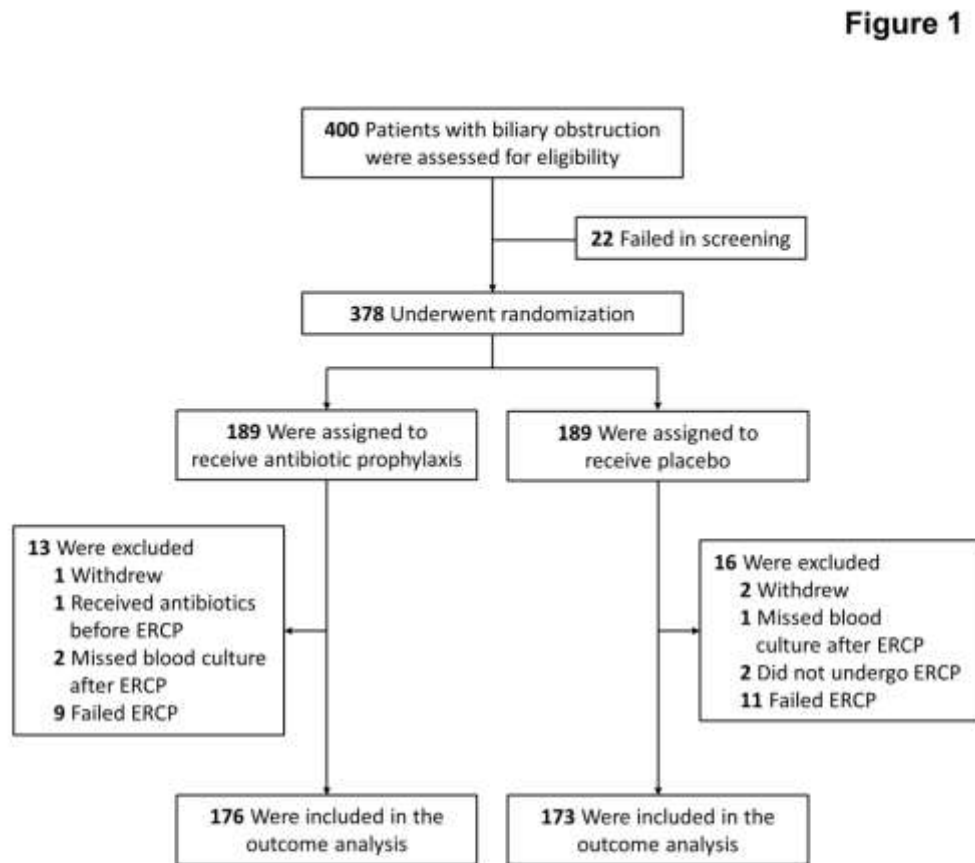 Figure 1
400 Patients with biliary obstruction
were assessed for eligibility
22 Failed in screening
378 Underwent randomization
189 Were assigned to
receive antibiotic prophylaxis
189 Were assigned to
receive placebo
13 Were excluded
1 Withdrew
1 Received antibiotics
before ERCP
2 Missed blood culture
after ERCP
9 Failed ERCP
16 Were excluded
2 Withdrew
1 Missed blood
culture after ERCP
2 Did not undergo ERCP
11 Failed ERCP
176 Were included in the
outcome analysis
173 Were included in the
outcome analysis